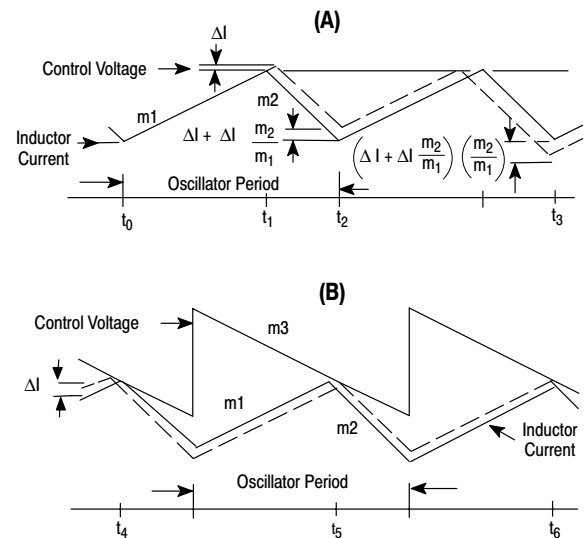 (A)
ΔI
Control Voltage
m1
m2
Inductor
Current
ΔI + ΔI m2/m1
(ΔI + ΔI m2/m1) (m2/m1)
Oscillator Period
t0
t1
t2
t3
(B)
Control Voltage
m3
ΔI
m1
m2
Inductor
Current
Oscillator Period
t4
t5
t6